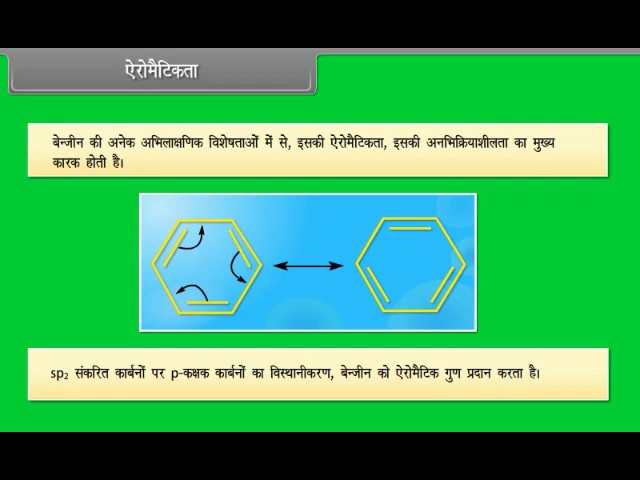 ऐरोमैटिकता
बेन्जीन की अनेक अभिलाक्षणिक विशेषताओं में से, इसकी ऐरोमैटिकता, इसकी अनभिक्रियाशीलता का मुख्य
कारक होती है।
sp₂ संकरित कार्बनों पर p-कक्षक कार्बनों का विस्थानीकरण, बेन्जीन को ऐरोमैटिक गुण प्रदान करता है।